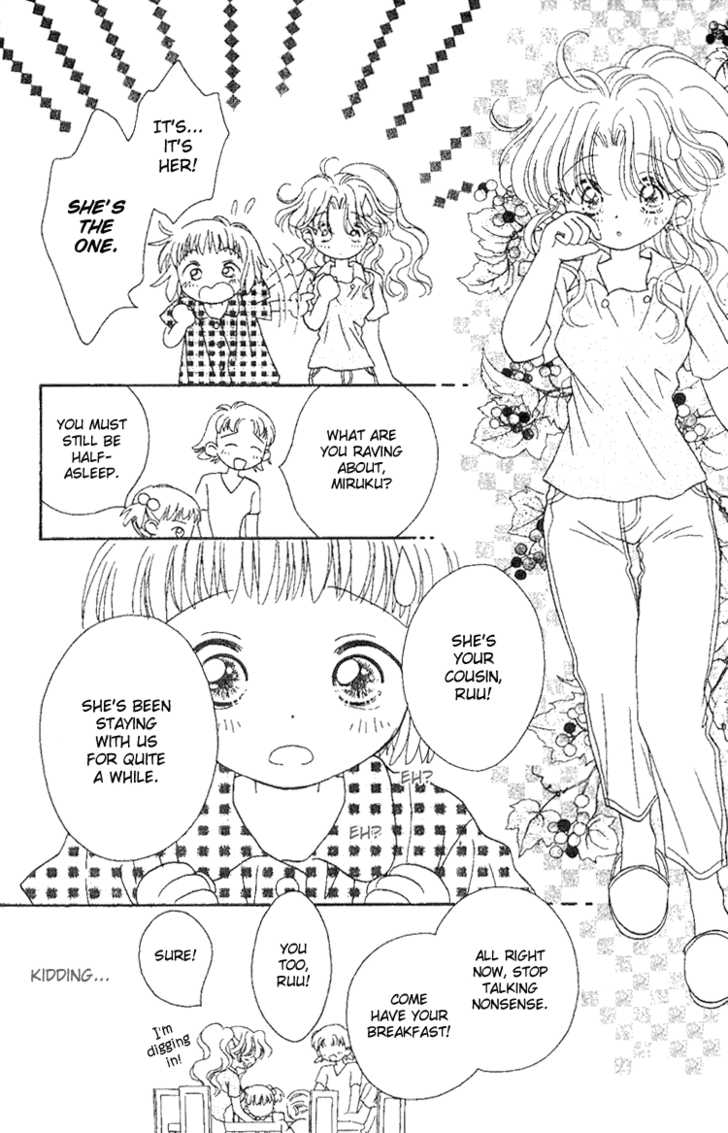 IT'S...
IT'S
HER!
SHE'S
THE
ONE.
WHAT ARE
YOU RAVING
ABOUT,
MIRUKU?
YOU MUST
STILL BE
HALF-
ASLEEP.
SHE'S
YOUR
COUSIN,
RUU!
SHE'S BEEN
STAYING
WITH US
FOR QUITE
A WHILE.
EH?
EH?
ALL RIGHT
NOW, STOP
TALKING
NONSENSE.
COME
HAVE YOUR
BREAKFAST!
YOU
TOO,
RUU!
SURE!
I'm
digging
in!
KIDDING...